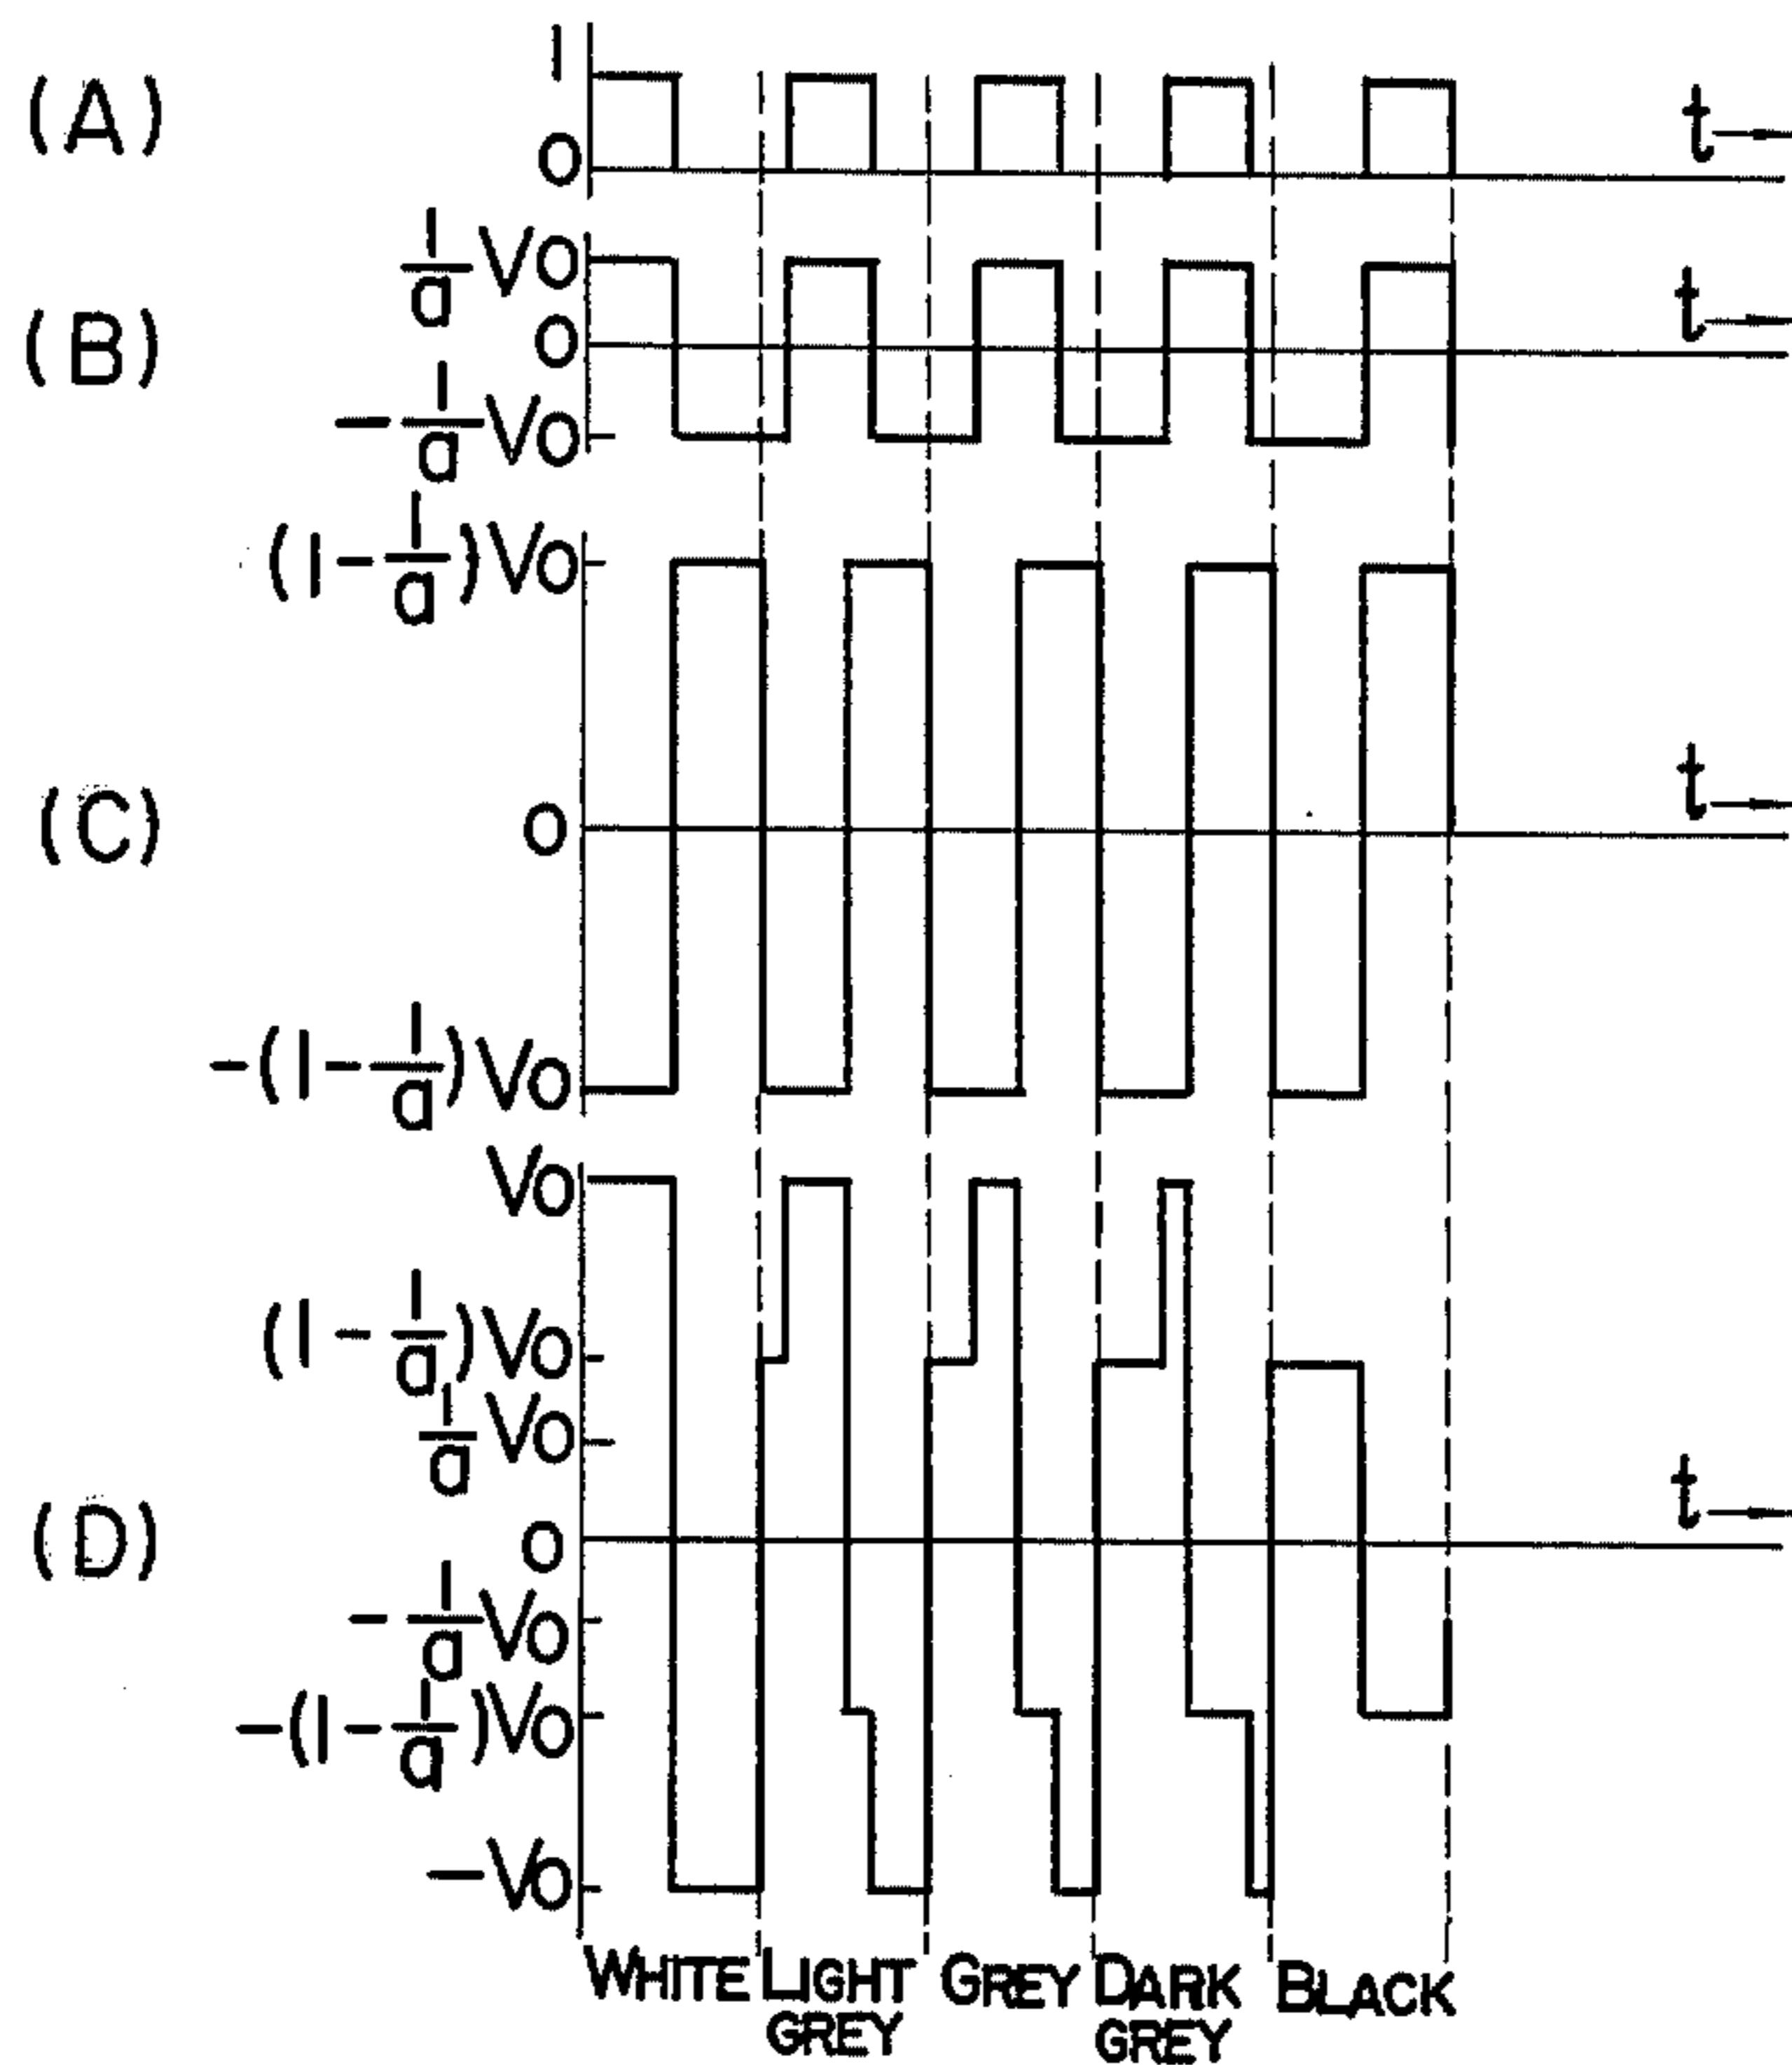 (A)
1
0
t
(B)
1/a Vo
0
-1/a Vo
t
(C)
(1-1/a)Vo
0
-(1-1/a)Vo
t
(D)
Vo
(1-1/a)Vo
1/a Vo
0
-1/a Vo
-(1-1/a)Vo
-Vo
t
WHITE LIGHT GREY DARK BLACK
GREY GREY